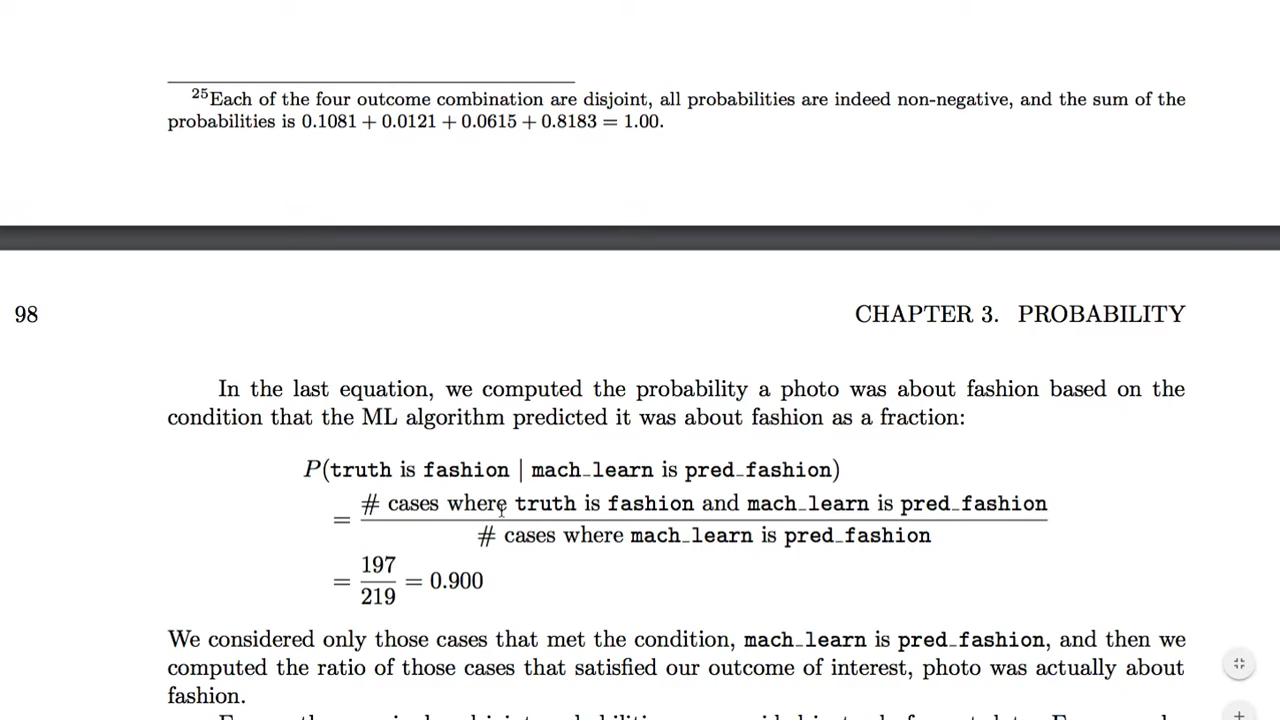 25Each of the four outcome combination are disjoint, all probabilities are indeed non-negative, and the sum of the
probabilities is 0.1081 + 0.0121 + 0.0615 + 0.8183 = 1.00.
98 CHAPTER 3. PROBABILITY
In the last equation, we computed the probability a photo was about fashion based on the
condition that the ML algorithm predicted it was about fashion as a fraction:
P(truth is fashion | mach_learn is pred_fashion)
# cases where truth is fashion and mach_learn is pred_fashion
=
# cases where mach_learn is pred_fashion
197
= = 0.900
219
We considered only those cases that met the condition, mach_learn is pred_fashion, and then we
computed the ratio of those cases that satisfied our outcome of interest, photo was actually about
fashion.